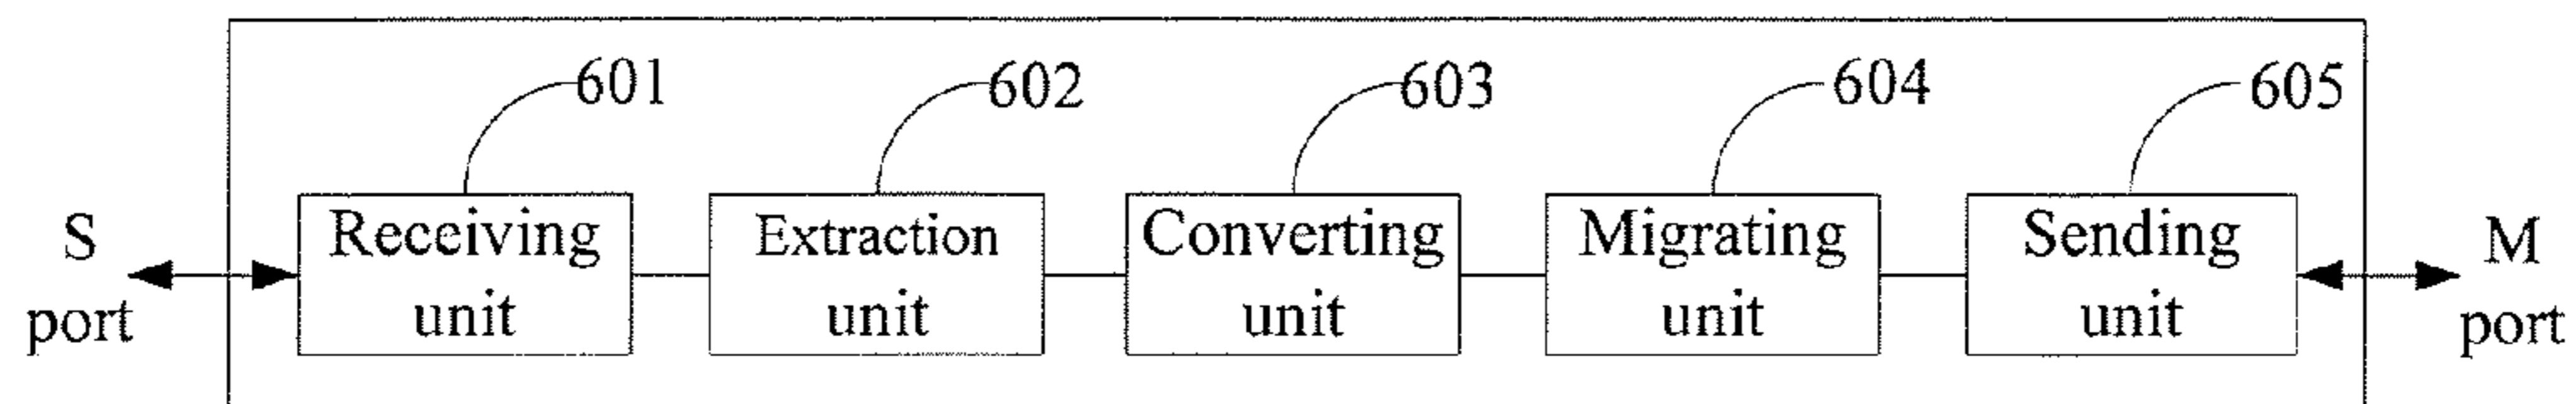 601 602 603 604 605
S port
Receiving unit
Extraction unit
Converting unit
Migrating unit
Sending unit
M port